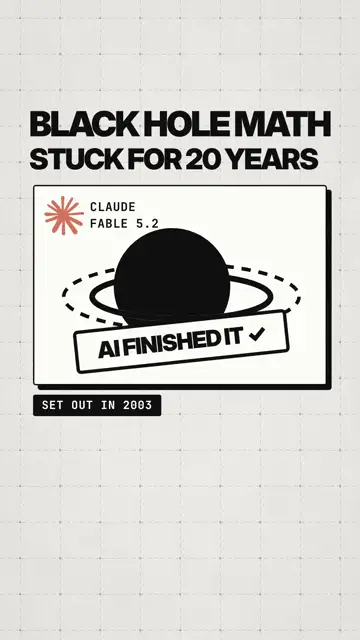 BLACK HOLE MATH
STUCK FOR 20 YEARS
CLAUDE
FABLE 5.2
AI FINISHED IT ✓
SET OUT IN 2003